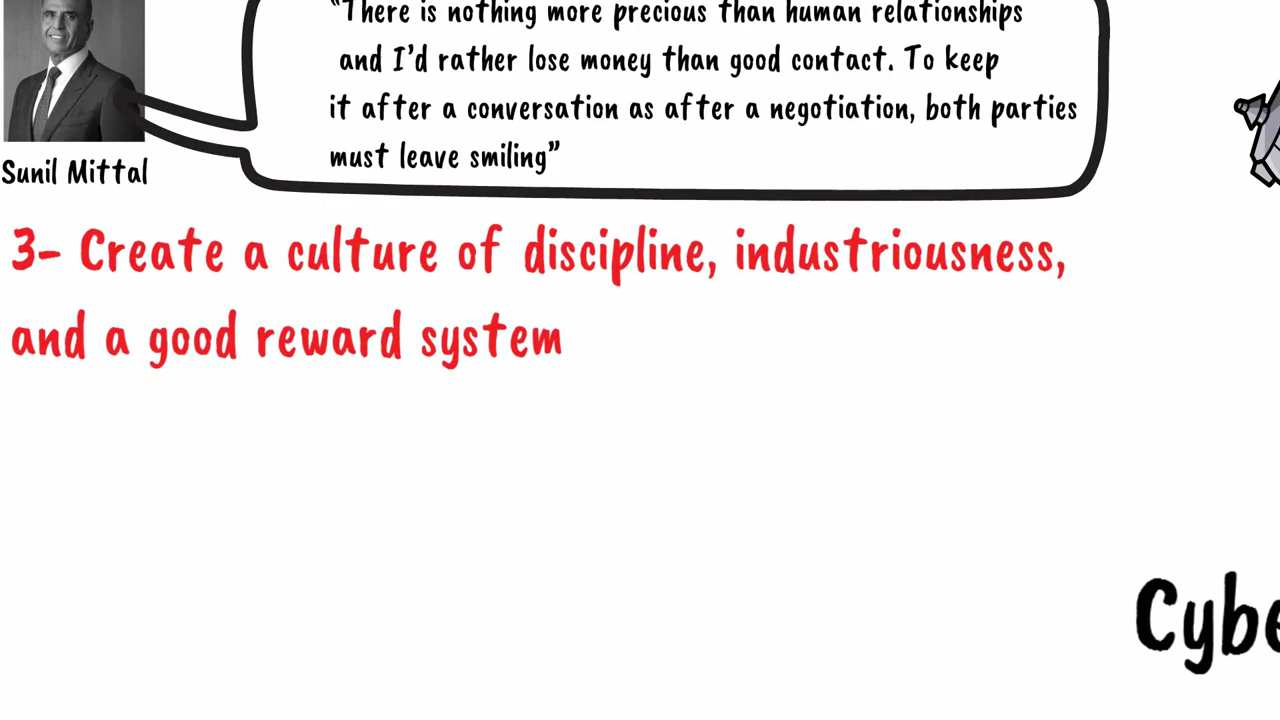 “There is nothing more precious than human relationships
and I’d rather lose money than good contact. To keep
it after a conversation as after a negotiation, both parties
must leave smiling”
Sunil Mittal
3- Create a culture of discipline, industriousness,
and a good reward system
Cybe